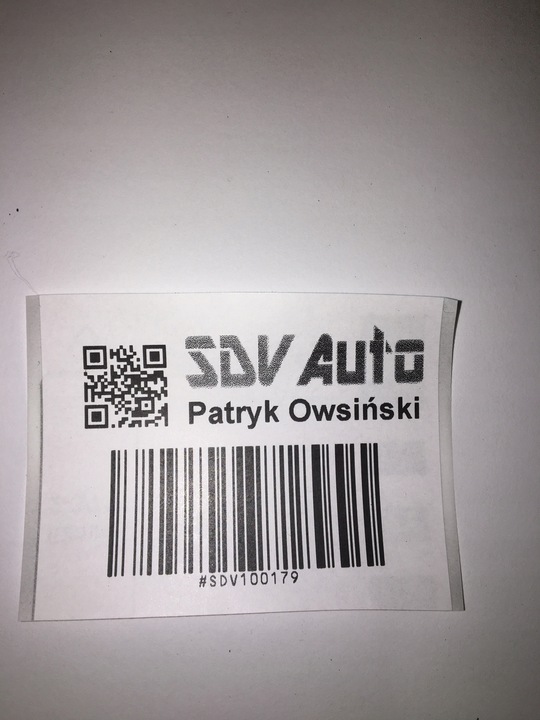 SDV Auto
Patryk Owsiński
#SDV100179